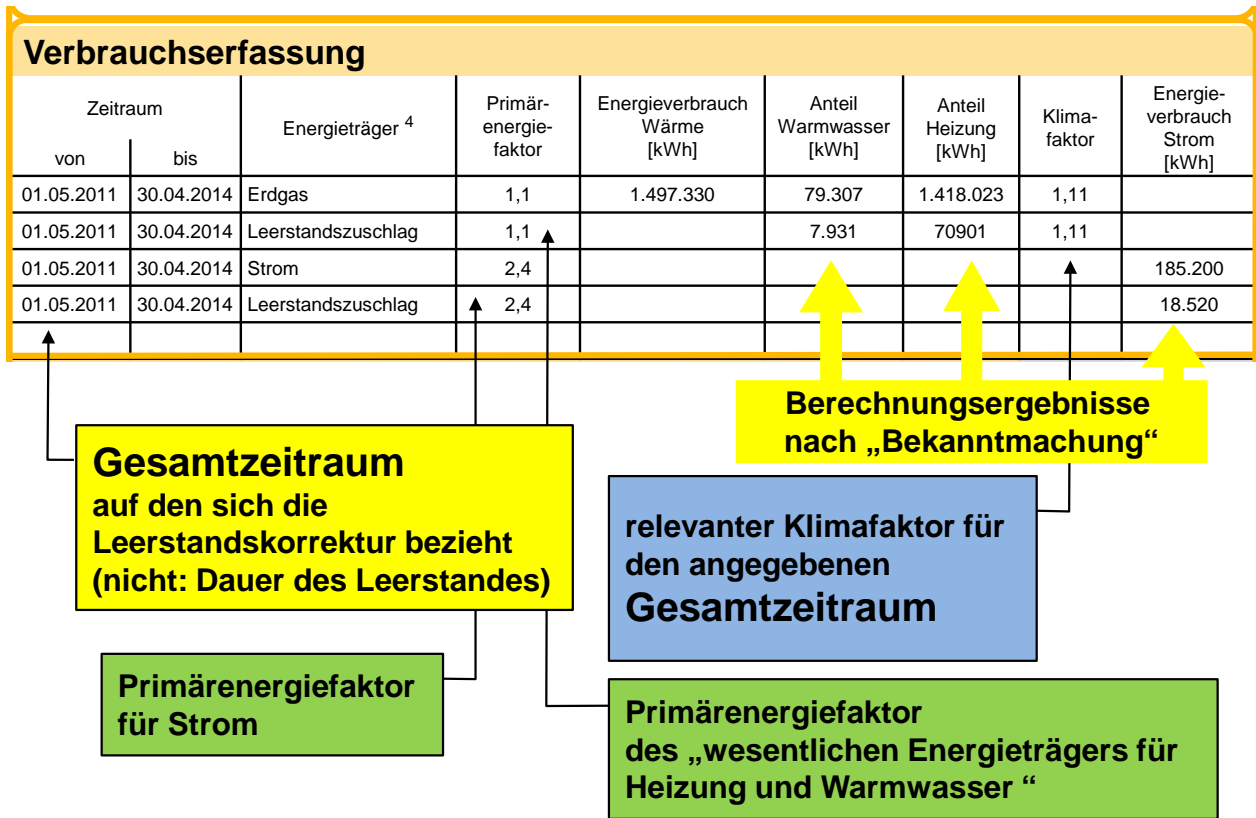 Verbrauchserfassung
Zeitraum
von bis
Energieträger 4
Primär-
energie-
faktor
Energieverbrauch
Wärme
[kWh]
Anteil
Warmwasser
[kWh]
Anteil
Heizung
[kWh]
Klima-
faktor
Energie-
verbrauch
Strom
[kWh]
01.05.2011 30.04.2014 Erdgas 1,1 1.497.330 79.307 1.418.023 1,11
01.05.2011 30.04.2014 Leerstandszuschlag 1,1 7.931 70901 1,11
01.05.2011 30.04.2014 Strom 2,4 185.200
01.05.2011 30.04.2014 Leerstandszuschlag 2,4 18.520
Berechnungsergebnisse
nach „Bekanntmachung“
Gesamtzeitraum
auf den sich die
Leerstandskorrektur bezieht
(nicht: Dauer des Leerstandes)
relevanter Klimafaktor für
den angegebenen
Gesamtzeitraum
Primärenergiefaktor
für Strom
Primärenergiefaktor
des „wesentlichen Energieträgers für
Heizung und Warmwasser “